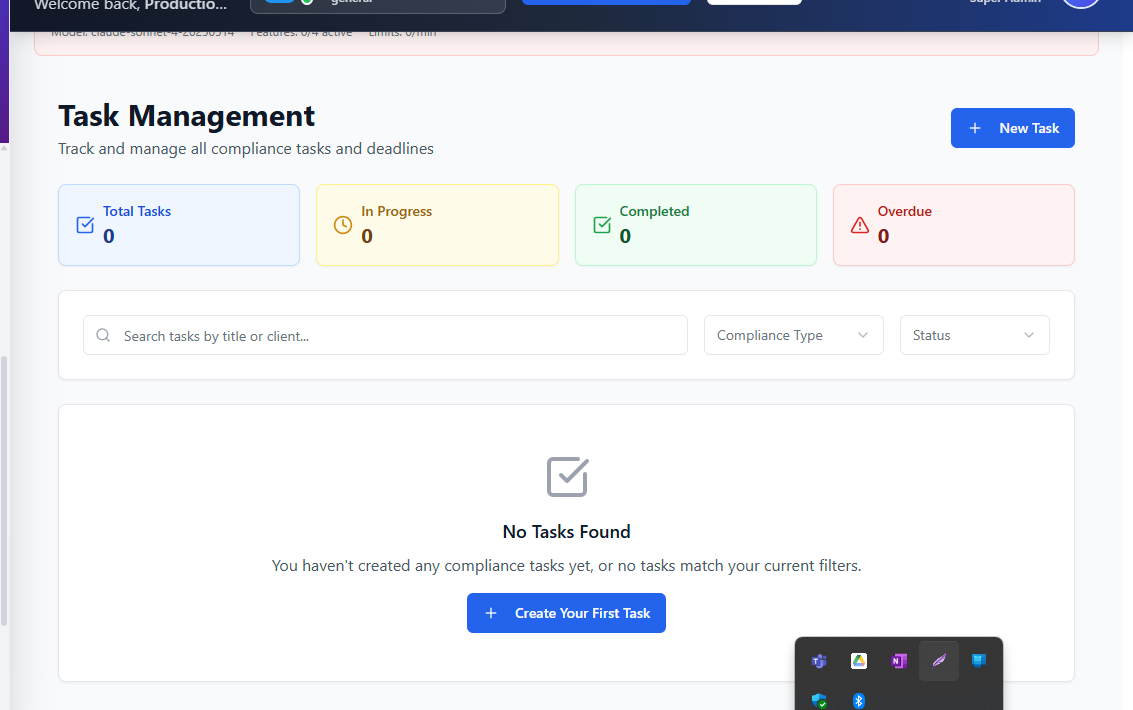 Welcome back, Productio...
general
Super Admin
Model: claude-sonnet-4-20250514 Features: 0/4 active Limits: 0/min
Task Management
Track and manage all compliance tasks and deadlines
New Task
Total Tasks
0
In Progress
0
Completed
0
Overdue
0
Search tasks by title or client...
Compliance Type
Status
No Tasks Found
You haven't created any compliance tasks yet, or no tasks match your current filters.
Create Your First Task